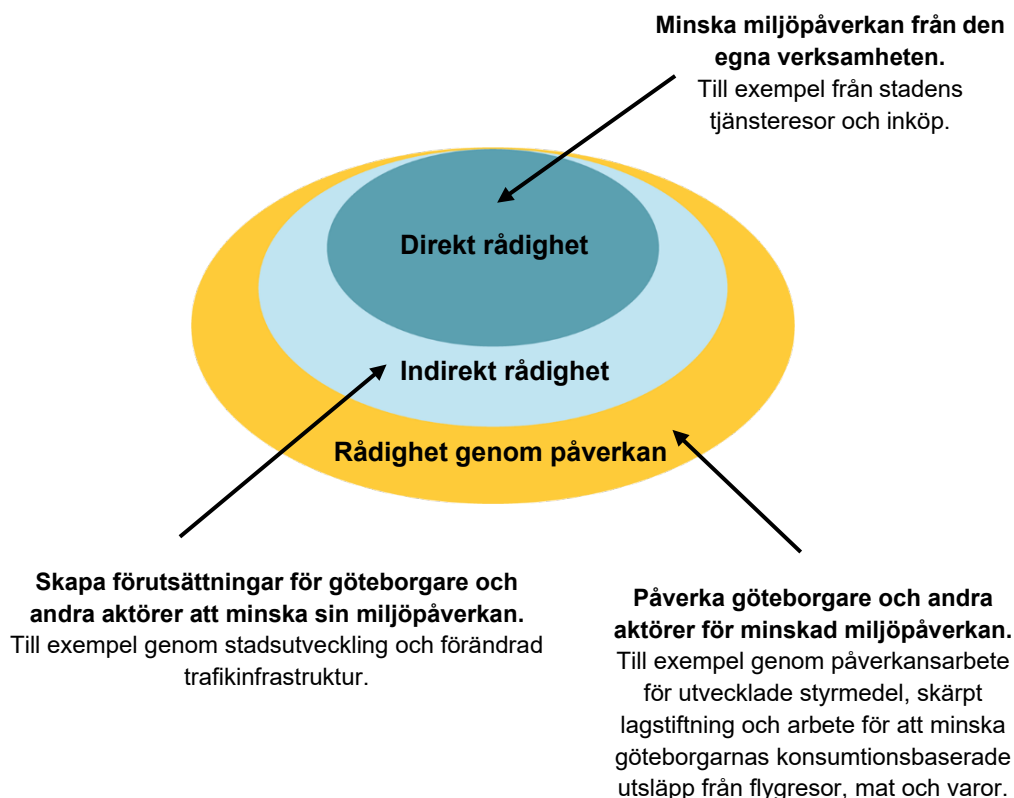 Minska miljöpåverkan från den
egna verksamheten.
Till exempel från stadens
tjänsteresor och inköp.
Direkt rådighet
Indirekt rådighet
Rådighet genom påverkan
Skapa förutsättningar för göteborgare och
andra aktörer att minska sin miljöpåverkan.
Till exempel genom stadsutveckling och förändrad
trafikinfrastruktur.
Påverka göteborgare och andra
aktörer för minskad miljöpåverkan.
Till exempel genom påverkansarbete
för utvecklade styrmedel, skärpt
lagstiftning och arbete för att minska
göteborgarnas konsumtionsbaserade
utsläpp från flygresor, mat och varor.